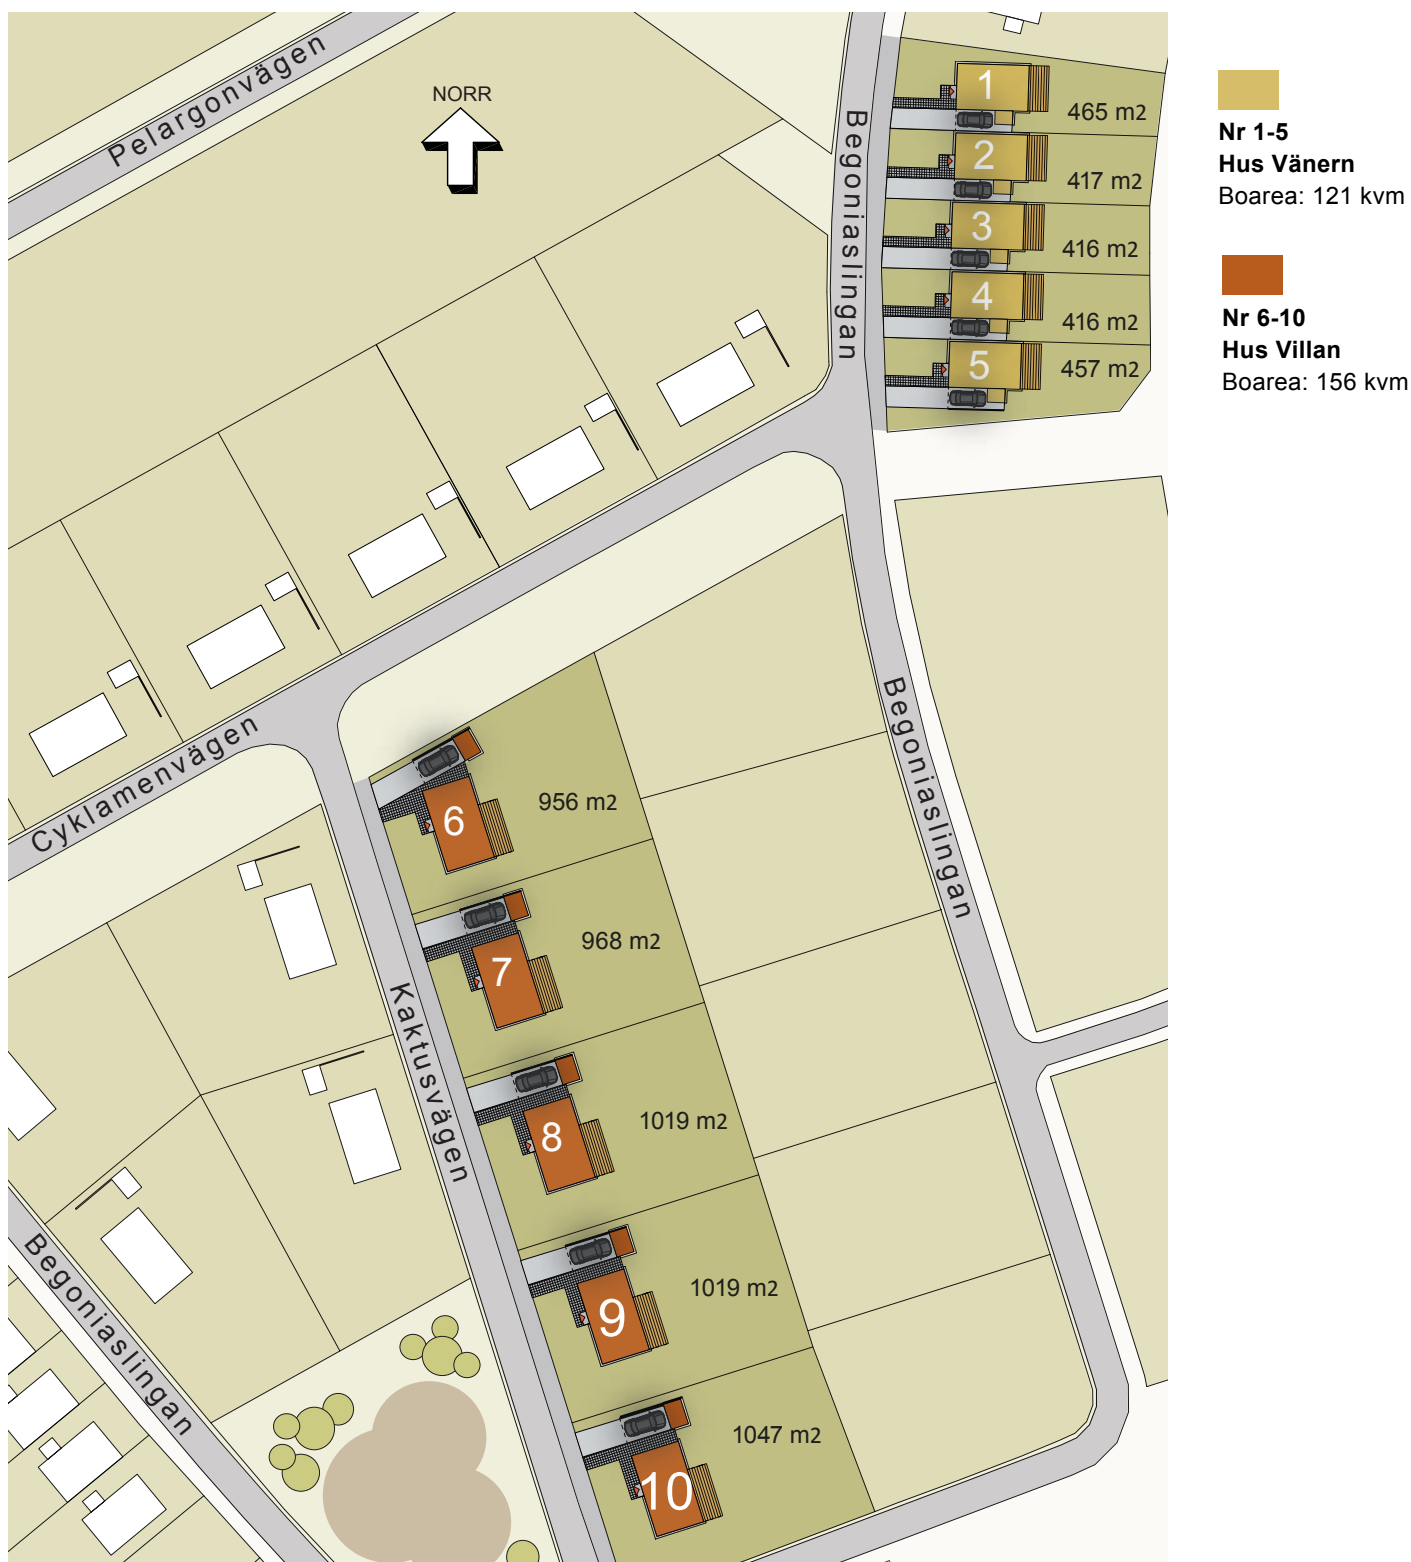 Pelargonvägen
NORR
Begoniaslingan
1
465 m2
2
417 m2
3
416 m2
4
416 m2
5
457 m2
Nr 1-5
Hus Vänern
Boarea: 121 kvm
Nr 6-10
Hus Villan
Boarea: 156 kvm
Cyklamenvägen
Begoniaslingan
6
956 m2
7
968 m2
Kaktusvägen
8
1019 m2
9
1019 m2
Begoniaslingan
10
1047 m2